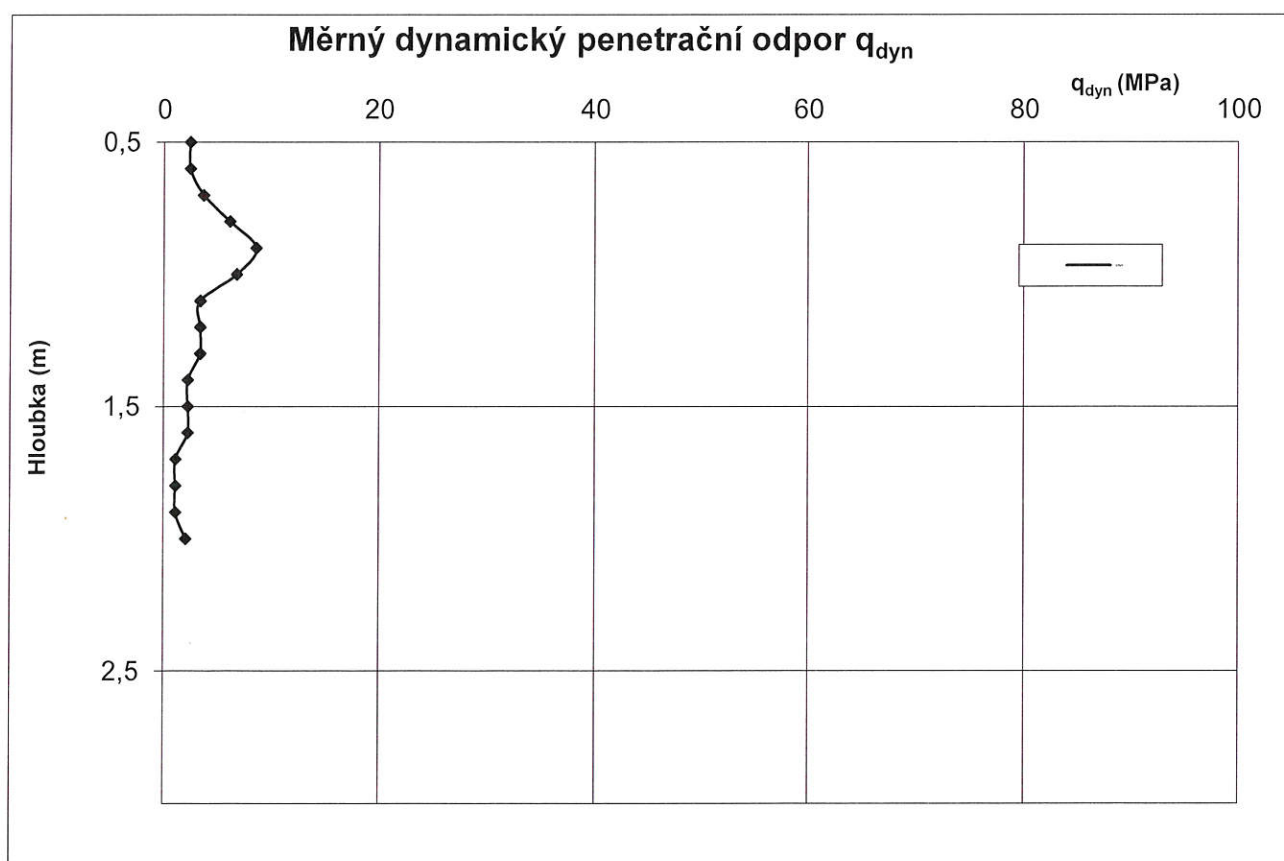 Měrný dynamický penetrační odpor qdyn
qdyn (MPa)
0 20 40 60 80 100
0,5
Hloubka (m)
1,5
2,5